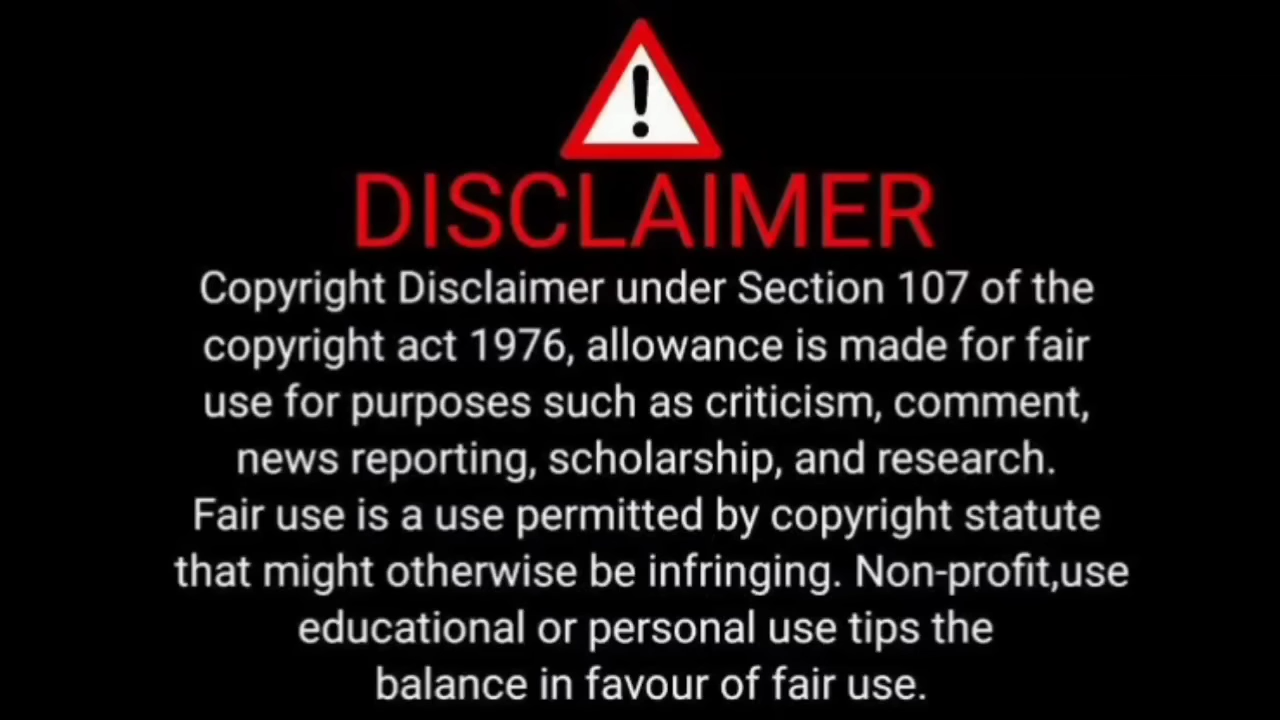 DISCLAIMER
Copyright Disclaimer under Section 107 of the
copyright act 1976, allowance is made for fair
use for purposes such as criticism, comment,
news reporting, scholarship, and research.
Fair use is a use permitted by copyright statute
that might otherwise be infringing. Non-profit,use
educational or personal use tips the
balance in favour of fair use.